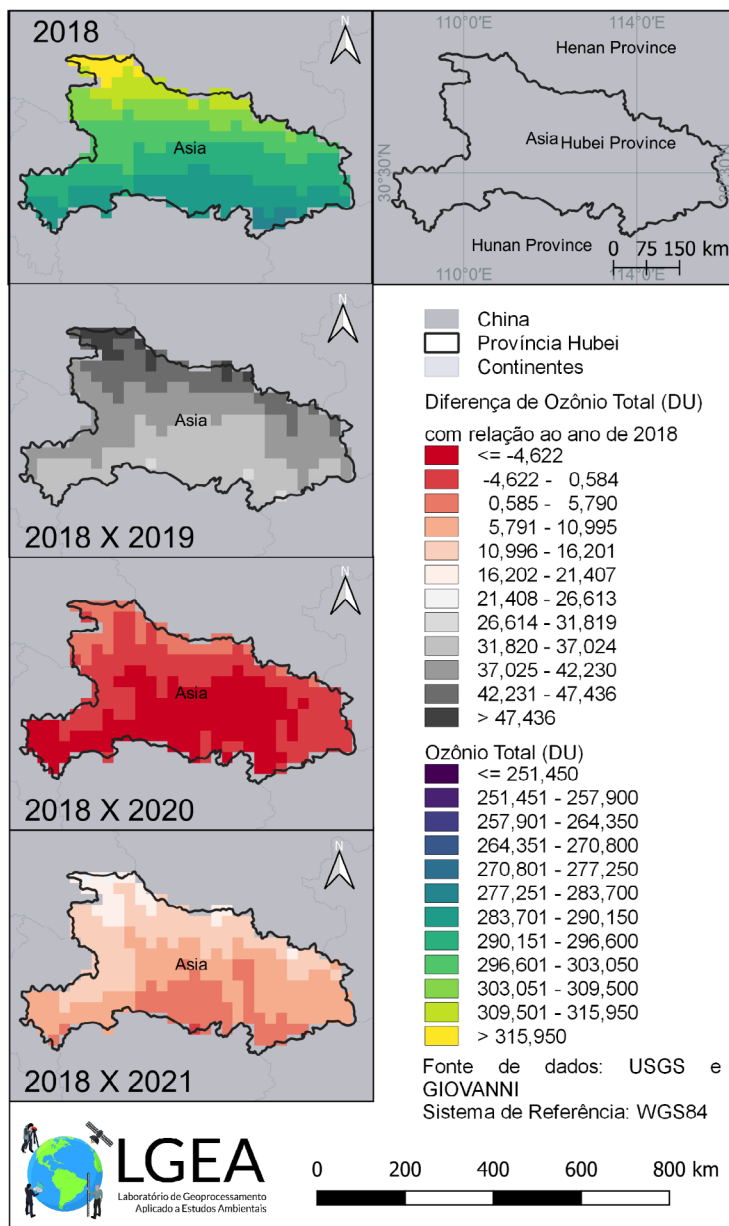 2018
N
Asia
110°0'E
114°0'E
Henan Province
Asia
Hubei Province
30°30'N
30°30'N
Hunan Province
0 75 150 km
110°0'E
114°0'E
N
Asia
2018 X 2019
N
Asia
2018 X 2020
N
Asia
2018 X 2021
China
Província Hubei
Continentes
Diferença de Ozônio Total (DU)
com relação ao ano de 2018
<= -4,622
-4,622 - 0,584
0,585 - 5,790
5,791 - 10,995
10,996 - 16,201
16,202 - 21,407
21,408 - 26,613
26,614 - 31,819
31,820 - 37,024
37,025 - 42,230
42,231 - 47,436
> 47,436
Ozônio Total (DU)
<= 251,450
251,451 - 257,900
257,901 - 264,350
264,351 - 270,800
270,801 - 277,250
277,251 - 283,700
283,701 - 290,150
290,151 - 296,600
296,601 - 303,050
303,051 - 309,500
309,501 - 315,950
> 315,950
Fonte de dados: USGS e
GIOVANNI
Sistema de Referência: WGS84
LGEA
Laboratório de Geoprocessamento
Aplicado a Estudos Ambientais
0 200 400 600 800 km